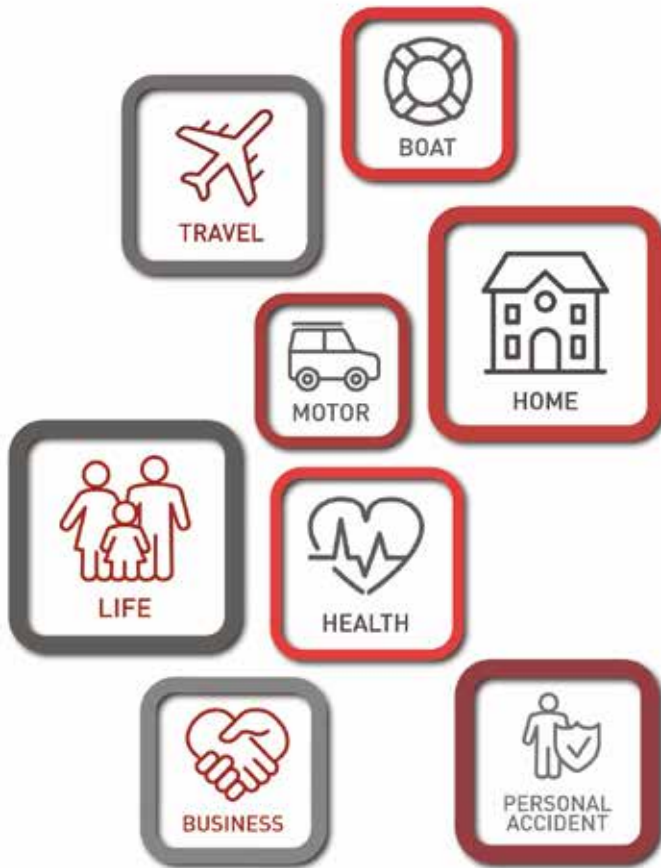 BOAT
TRAVEL
HOME
MOTOR
LIFE
HEALTH
BUSINESS
PERSONAL
ACCIDENT